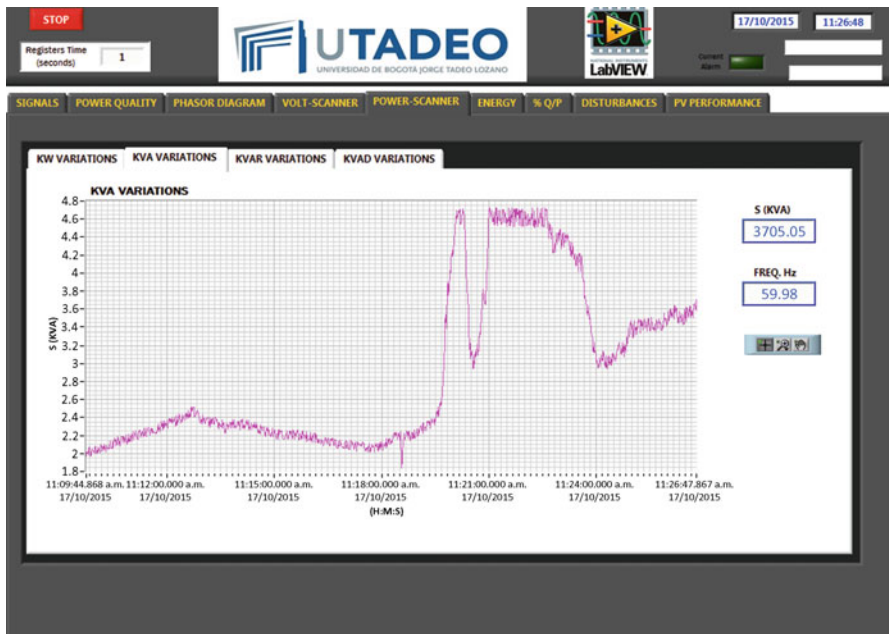 STOP
17/10/2015 11:26:48
Registers Time
(seconds)
1
UTADEO
UNIVERSIDAD DE BOGOTÁ JORGE TADEO LOZANO
NATIONAL INSTRUMENTS
LabVIEW
Current
Alarm
SIGNALS POWER QUALITY PHASOR DIAGRAM VOLT-SCANNER POWER-SCANNER ENERGY % Q/P DISTURBANCES PV PERFORMANCE
KW VARIATIONS KVA VARIATIONS KVAR VARIATIONS KVAD VARIATIONS
KVA VARIATIONS
4.8
4.6
4.4
4.2
4
3.8
3.6
3.4
3.2
3
2.8
2.6
2.4
2.2
2
1.8
S (KVA)
11:09:44.868 a.m. 11:12:00.000 a.m. 11:15:00.000 a.m. 11:18:00.000 a.m. 11:21:00.000 a.m. 11:24:00.000 a.m. 11:26:47.867 a.m.
17/10/2015 17/10/2015 17/10/2015 17/10/2015 17/10/2015 17/10/2015 17/10/2015
(H:M:S)
S (KVA)
3705.05
FREQ. Hz
59.98